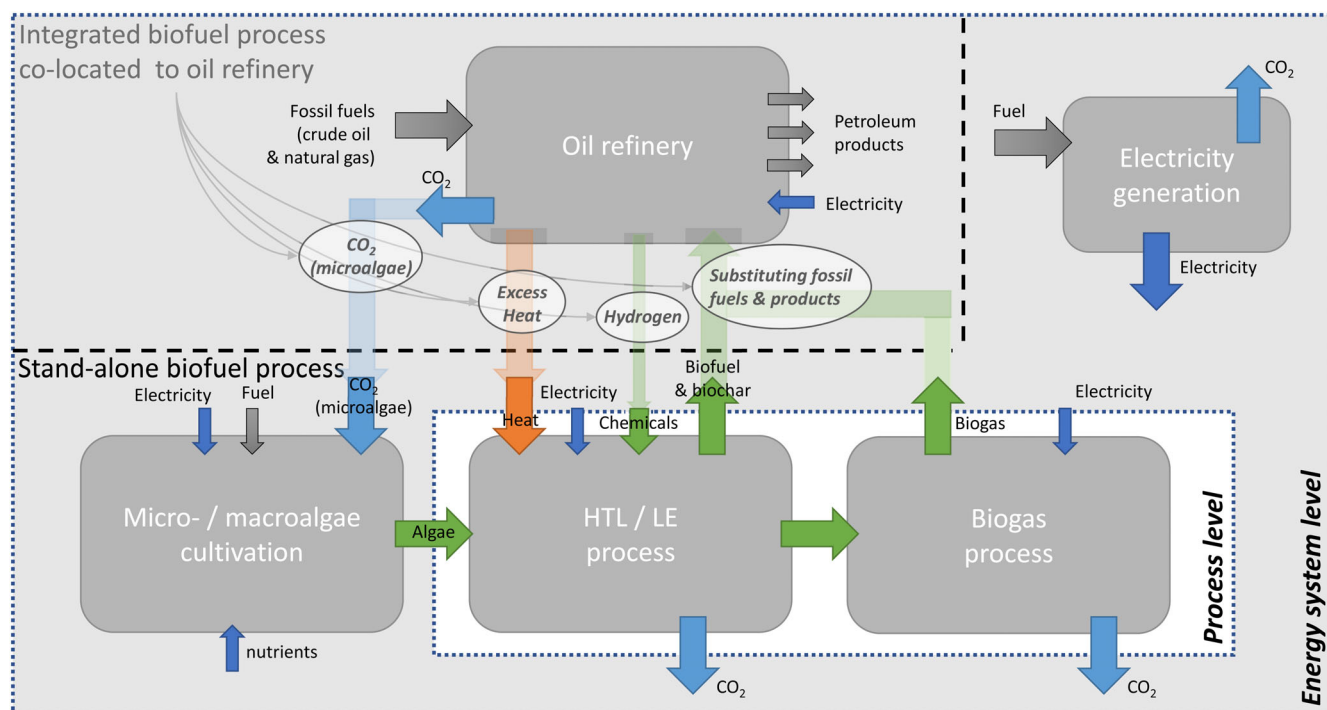 Integrated biofuel process
co-located to oil refinery
Fossil fuels
(crude oil
& natural gas)
Oil refinery
Petroleum
products
Electricity
CO2
Fuel
CO2
Electricity
generation
Electricity
CO2
(microalgae)
Excess
Heat
Hydrogen
Substituting fossil
fuels & products
Stand-alone biofuel process
Electricity
Fuel
CO2
(microalgae)
Heat
Electricity
Chemicals
Biofuel
& biochar
Biogas
Electricity
Micro- / macroalgae
cultivation
Algae
HTL / LE
process
Biogas
process
nutrients
CO2
CO2
Process level
Energy system level